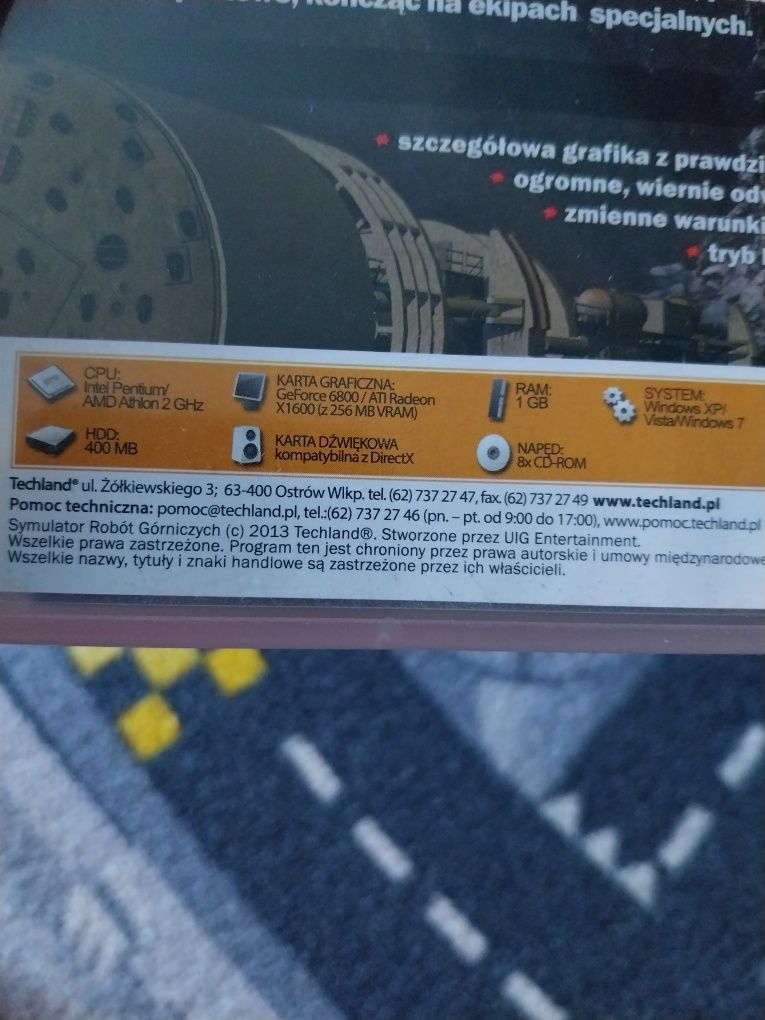 kończąc na ekipach specjalnych.
szczegółowa grafika z
ogromne, wiernie
zmienne
tryb
CPU:
Intel Pentium/
AMD Athlon 2 GHz
KARTA GRAFICZNA:
GeForce 6800 / ATI Radeon
X1600 (z 256 MB VRAM)
RAM:
1 GB
SYSTEM:
Windows XP/
Vista/Windows 7
HDD:
400 MB
KARTA DŹWIĘKOWA
kompatybilna z DirectX
NAPĘD:
8x CD-ROM
Techland® ul. Żółkiewskiego 3; 63-400 Ostrów Wlkp. tel. (62) 737 27 47, fax. (62) 737 27 49 www.techland.pl
Pomoc techniczna: pomoc@techland.pl, tel.:(62) 737 27 46 (pn. – pt. od 9:00 do 17:00), www.pomoc.techland.pl
Symulator Robót Górniczych (c) 2013 Techland®. Stworzone przez UIG Entertainment.
Wszelkie prawa zastrzeżone. Program ten jest chroniony przez prawa autorskie i umowy międzynarodowe
Wszelkie nazwy, tytuły i znaki handlowe są zastrzeżone przez ich właścicieli.